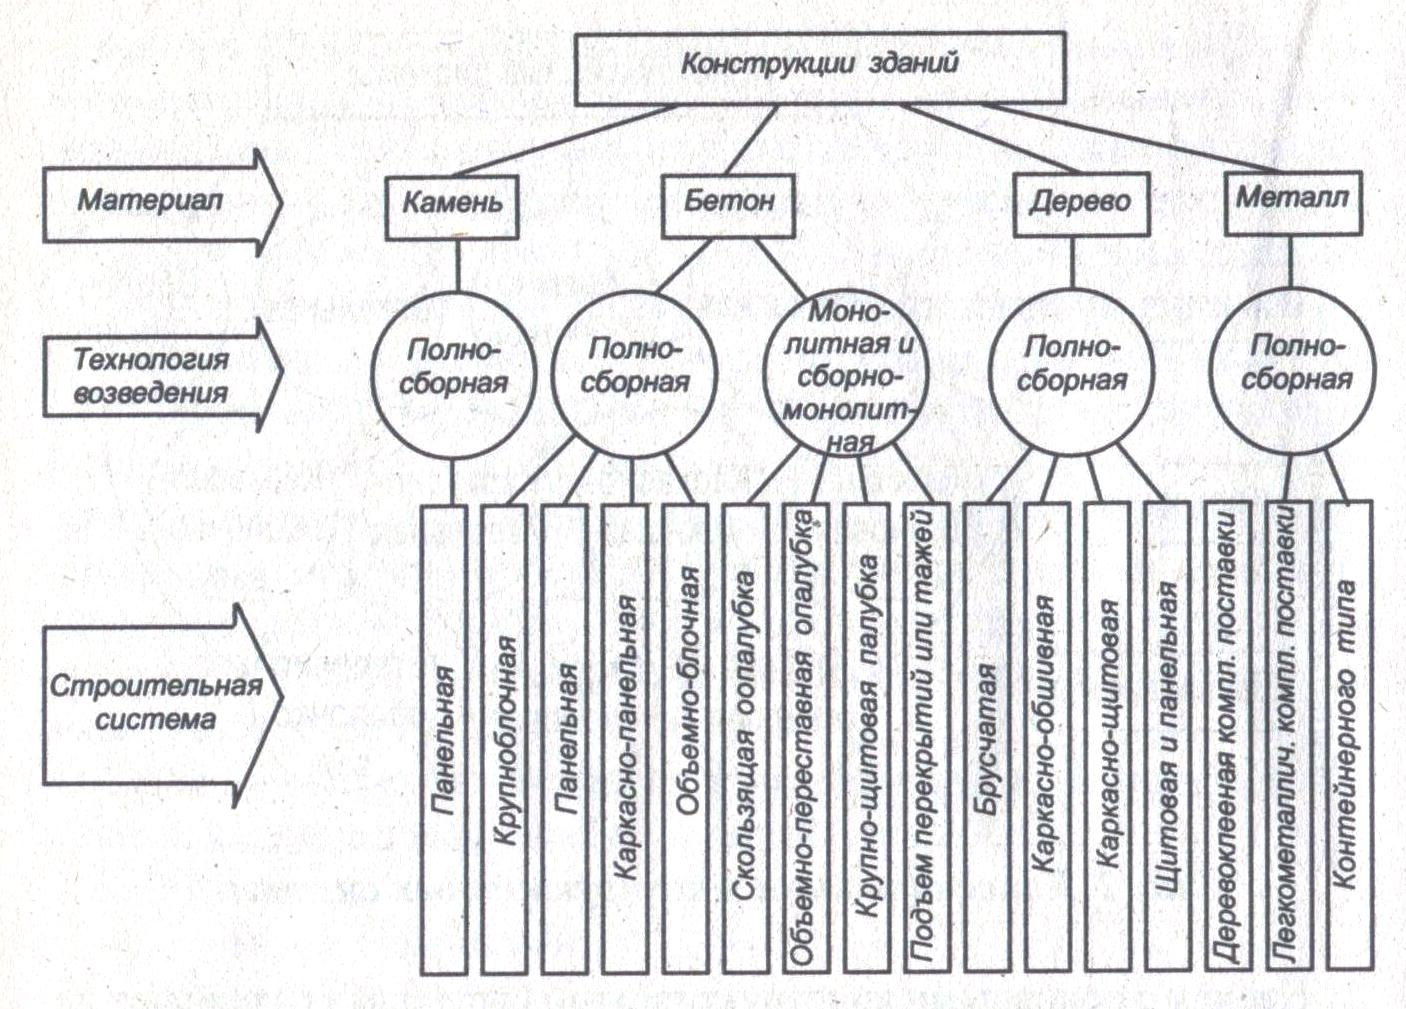 Конструкции зданий
Материал
Камень
Бетон
Дерево
Металл
Технология
возведения
Полно-
сборная
Полно-
сборная
Моно-
литная и
сборно-
монолит-
ная
Полно-
сборная
Полно-
сборная
Строительная
система
Панельная
Крупноблочная
Панельная
Каркасно-панельная
Объемно-блочная
Скользящая оопалубка
Объемно-переставная опалубка
Крупно-щитовая палубка
Подъем перекрытий или тажей
Брусчатая
Каркасно-обшивная
Каркасно-щитовая
Щитовая и панельная
Деревоклееная компл. поставки
Легкометаллич. компл. поставки
Контейнерного типа